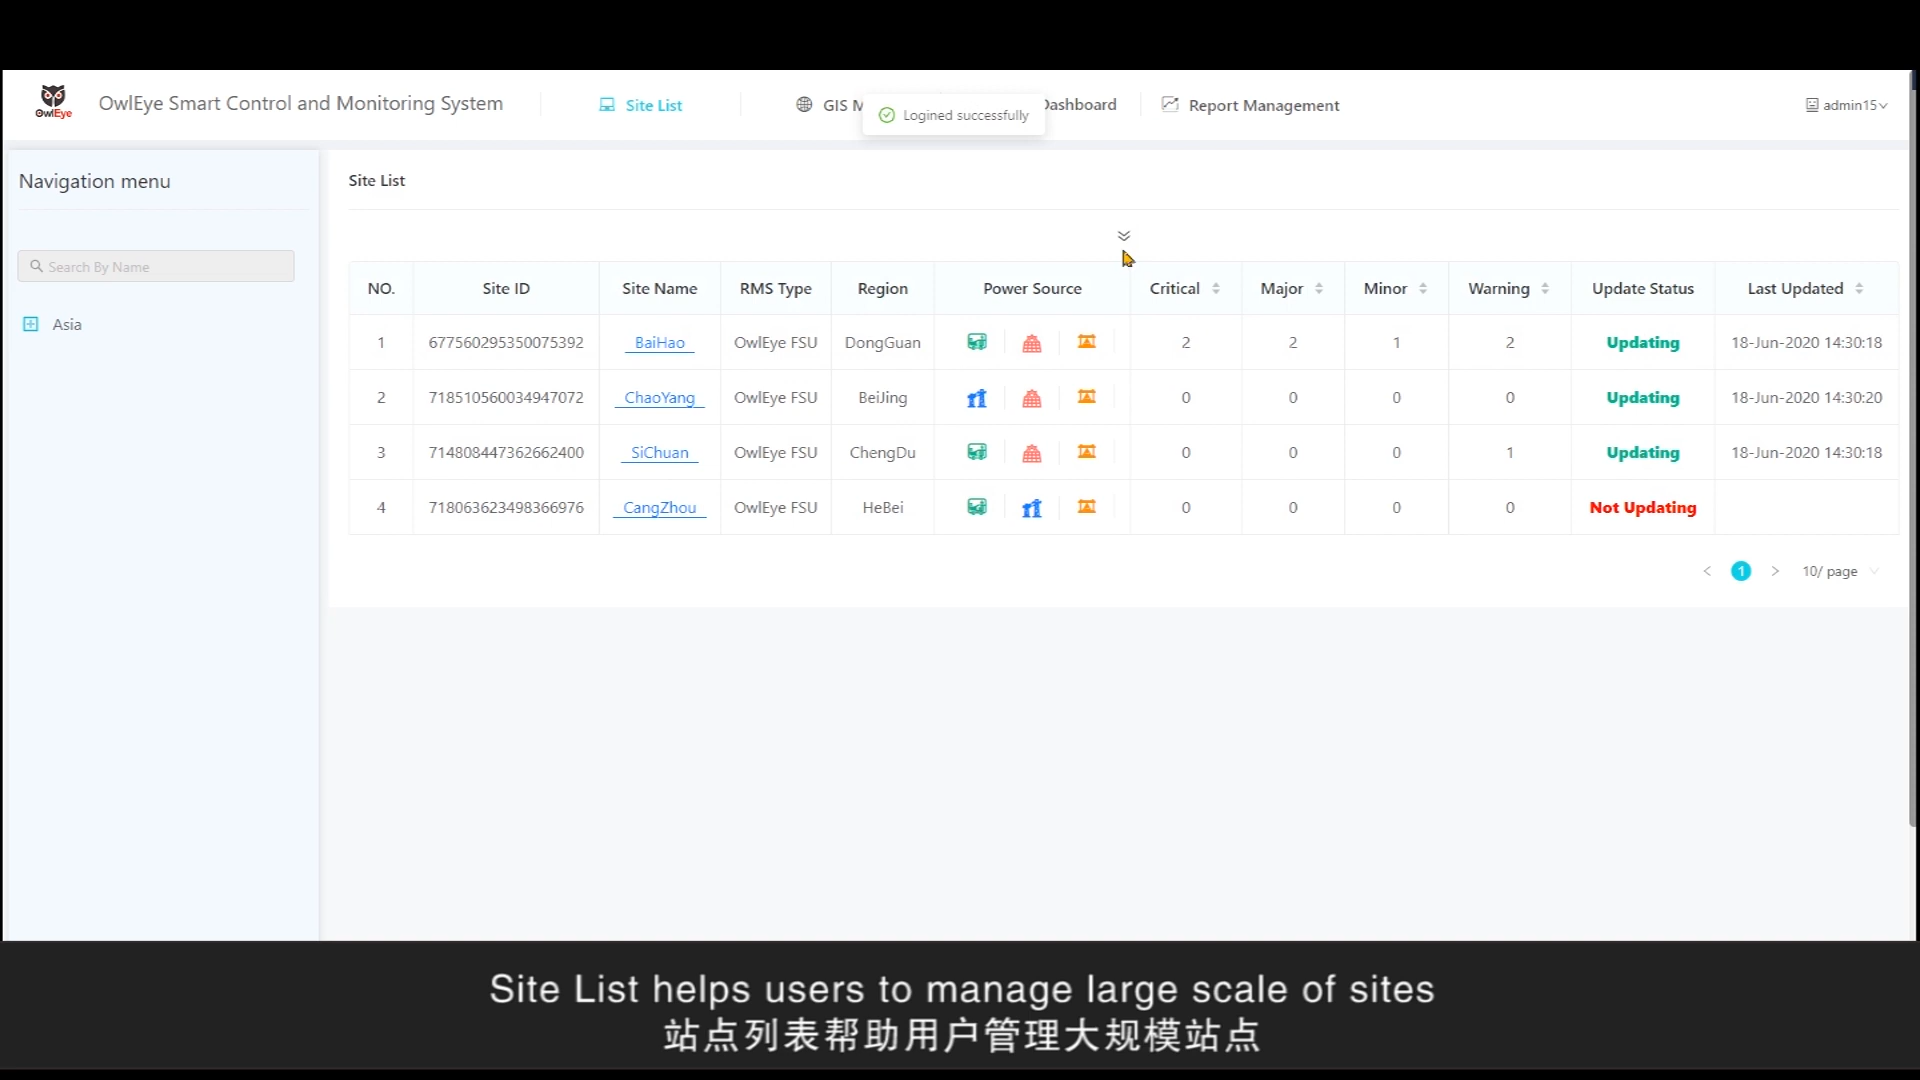 OwlEye
OwlEye Smart Control and Monitoring System
Site List
GIS M
Logined successfully
Dashboard
Report Management
admin15
Navigation menu
Search By Name
Asia
Site List
NO. Site ID Site Name RMS Type Region Power Source Critical Major Minor Warning Update Status Last Updated
1 677560295350075392 BaiHao OwlEye FSU DongGuan 2 2 1 2 Updating 18-Jun-2020 14:30:18
2 718510560034947072 ChaoYang OwlEye FSU BeiJing 0 0 0 0 Updating 18-Jun-2020 14:30:20
3 714808447362662400 SiChuan OwlEye FSU ChengDu 0 0 0 1 Updating 18-Jun-2020 14:30:18
4 718063623498366976 CangZhou OwlEye FSU HeBei 0 0 0 0 Not Updating
< 1 > 10/ page
Site List helps users to manage large scale of sites
站点列表帮助用户管理大规模站点